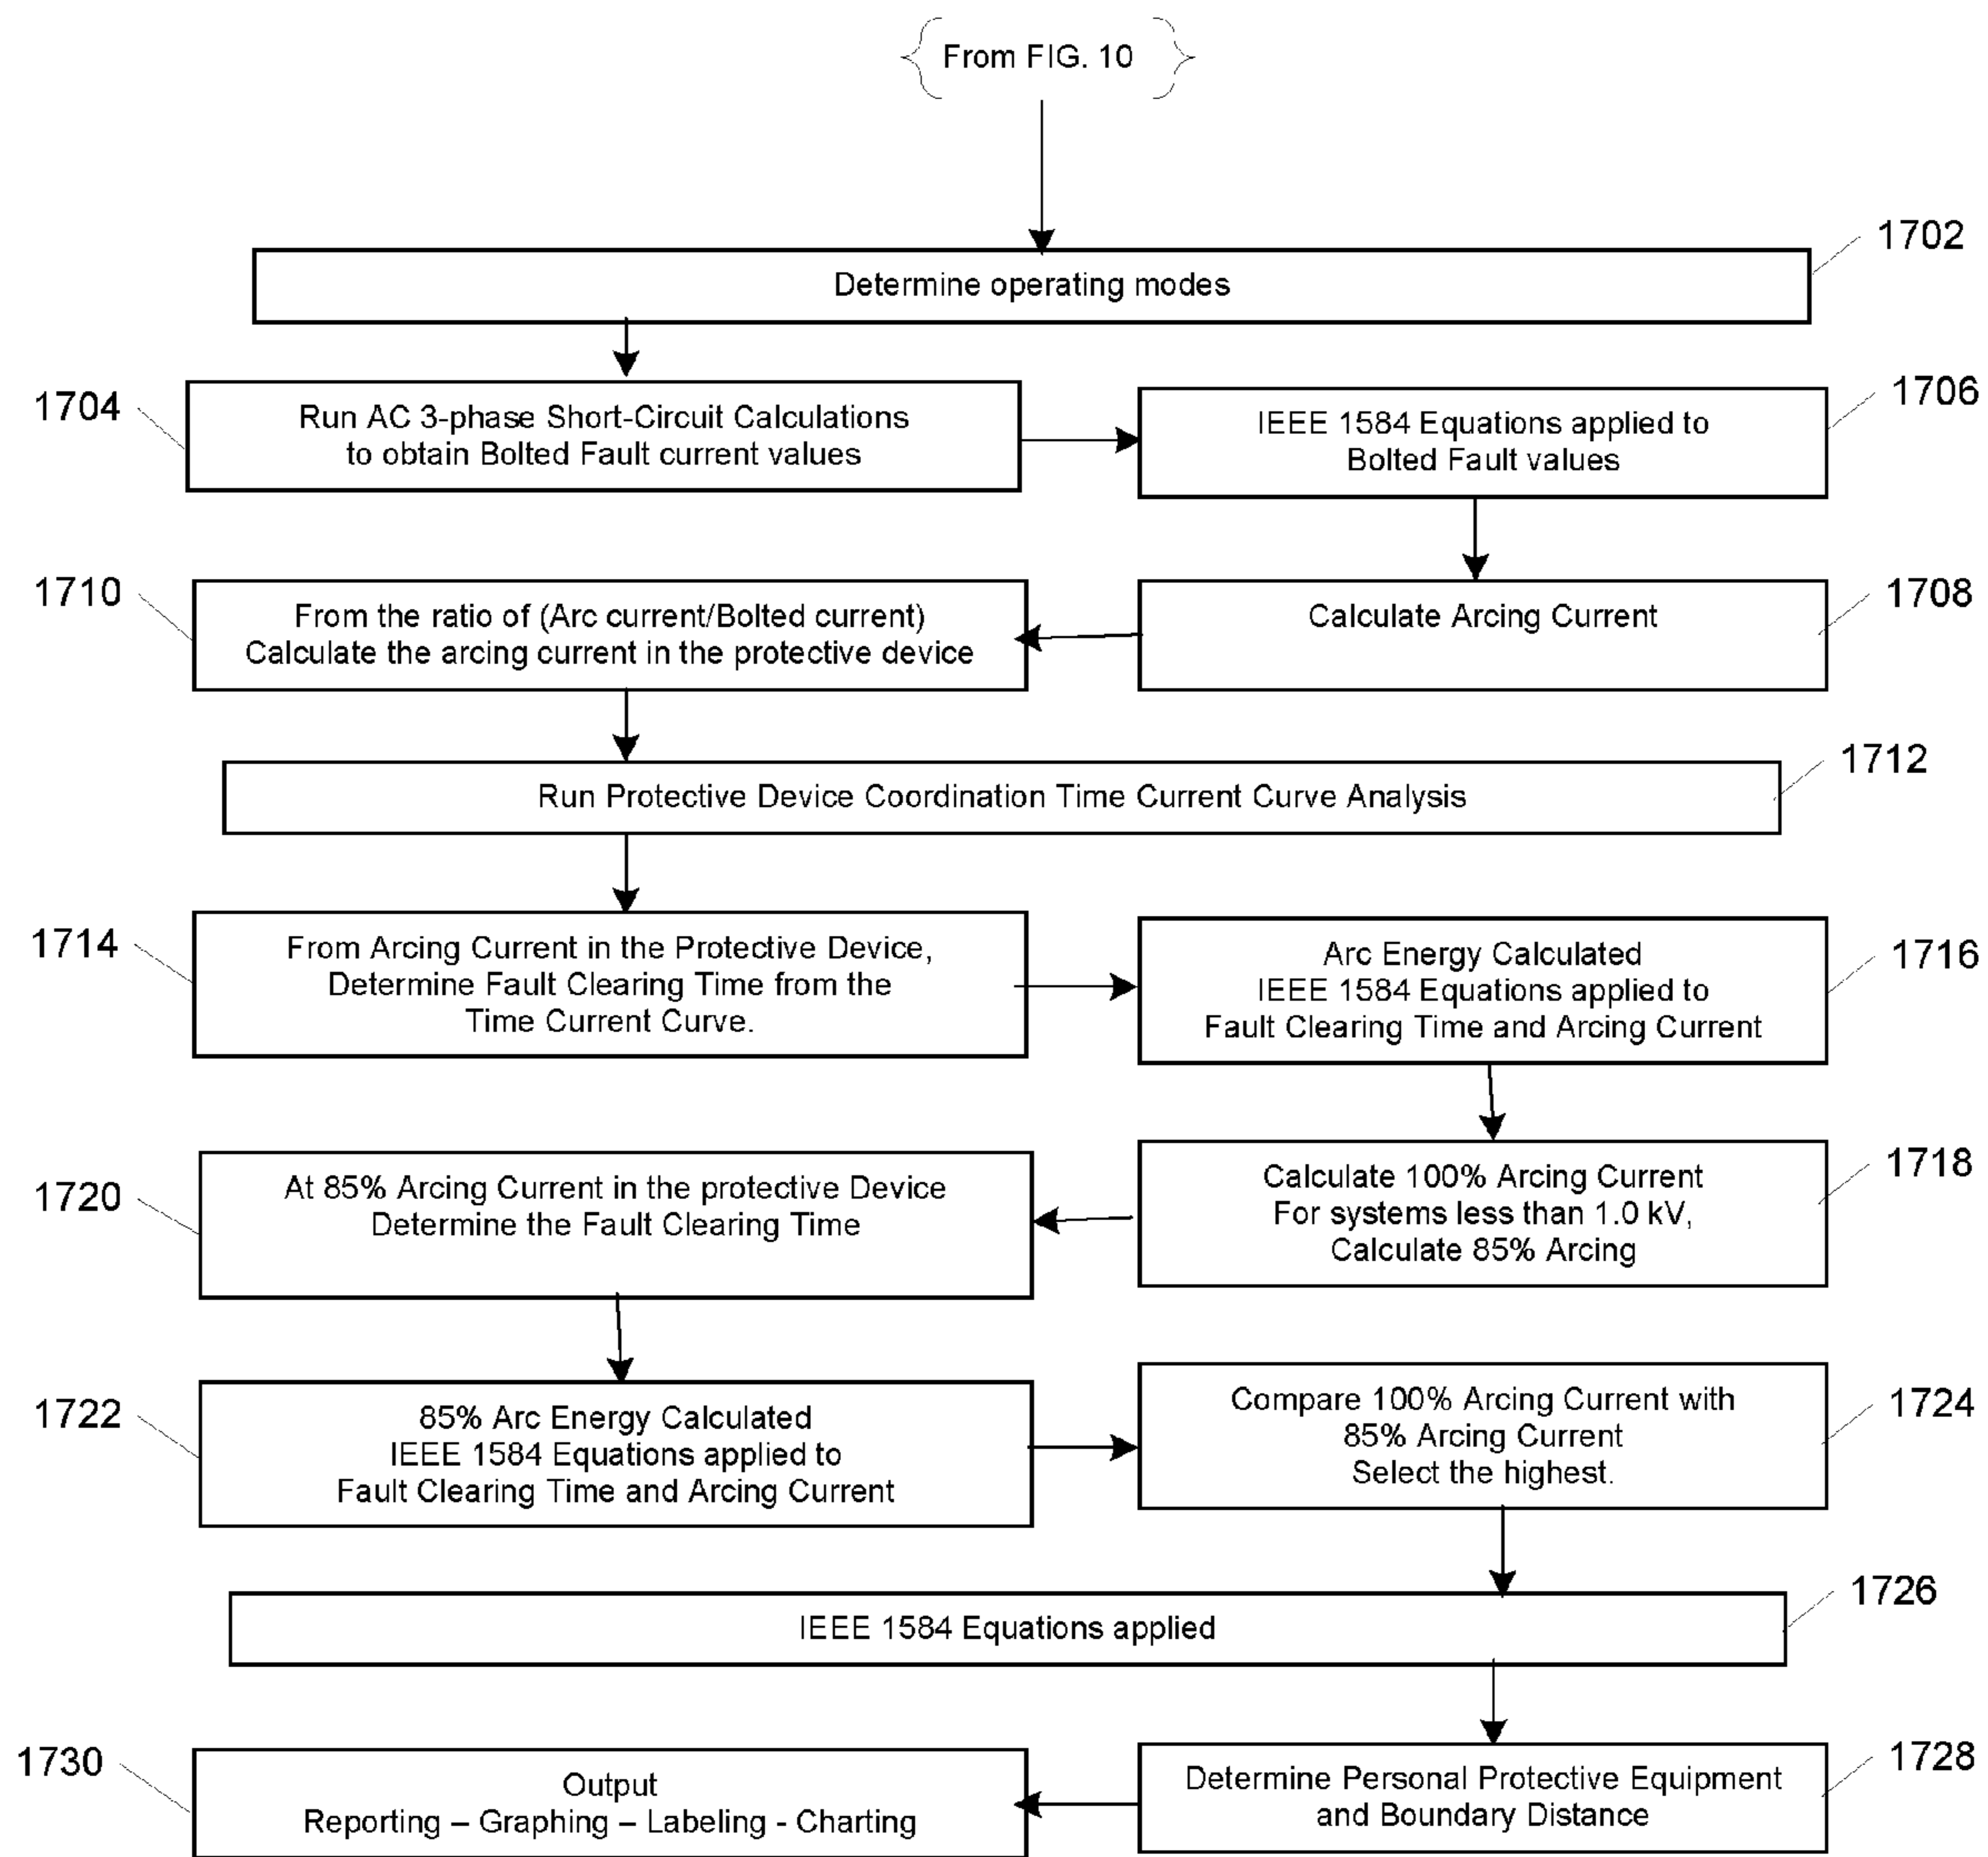 From FIG. 10
1702
Determine operating modes
1704
Run AC 3-phase Short-Circuit Calculations
to obtain Bolted Fault current values
1706
IEEE 1584 Equations applied to
Bolted Fault values
1708
Calculate Arcing Current
1710
From the ratio of (Arc current/Bolted current)
Calculate the arcing current in the protective device
1712
Run Protective Device Coordination Time Current Curve Analysis
1714
From Arcing Current in the Protective Device,
Determine Fault Clearing Time from the
Time Current Curve.
1716
Arc Energy Calculated
IEEE 1584 Equations applied to
Fault Clearing Time and Arcing Current
1718
Calculate 100% Arcing Current
For systems less than 1.0 kV,
Calculate 85% Arcing
1720
At 85% Arcing Current in the protective Device
Determine the Fault Clearing Time
1722
85% Arc Energy Calculated
IEEE 1584 Equations applied to
Fault Clearing Time and Arcing Current
1724
Compare 100% Arcing Current with
85% Arcing Current
Select the highest.
1726
IEEE 1584 Equations applied
1728
Determine Personal Protective Equipment
and Boundary Distance
1730
Output
Reporting – Graphing – Labeling - Charting